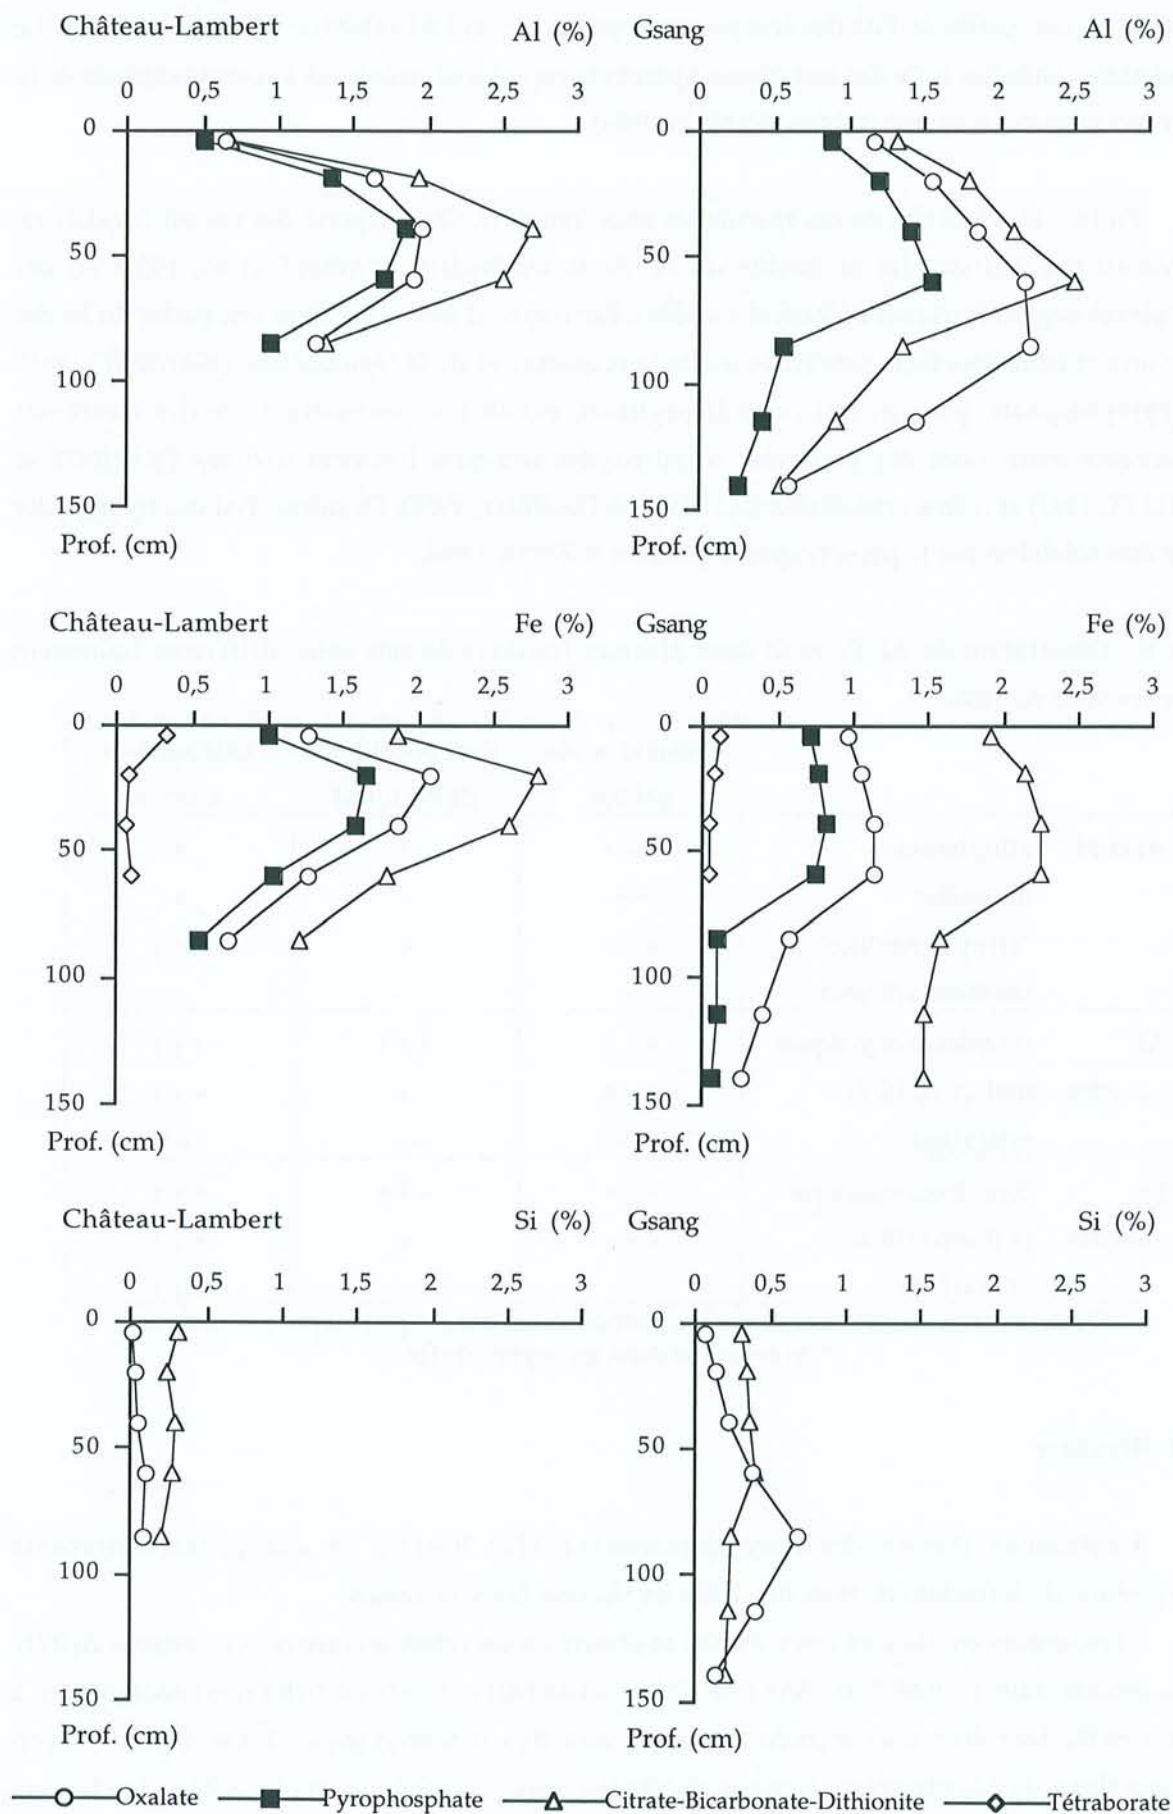 Château-Lambert Al (%) Gsang Al (%)
0 0,5 1 1,5 2 2,5 3 0 0,5 1 1,5 2 2,5 3
0 0
50 50
100 100
150 150
Prof. (cm) Prof. (cm)
Château-Lambert Fe (%) Gsang Fe (%)
0 0,5 1 1,5 2 2,5 3 0 0,5 1 1,5 2 2,5 3
0 0
50 50
100 100
150 150
Prof. (cm) Prof. (cm)
Château-Lambert Si (%) Gsang Si (%)
0 0,5 1 1,5 2 2,5 3 0 0,5 1 1,5 2 2,5 3
0 0
50 50
100 100
150 150
Prof. (cm) Prof. (cm)
Oxalate Pyrophosphate Citrate-Bicarbonate-Dithionite Tétraborate